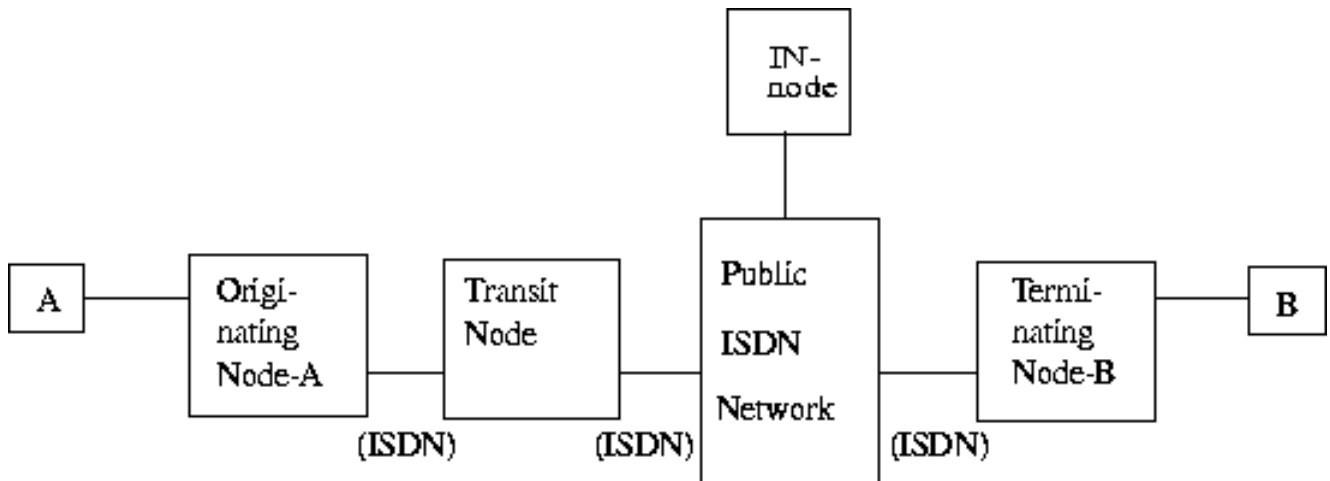 IN-
node
A
Origi-
nating
Node-A
Transit
Node
Public
ISDN
Network
Termi-
nating
Node-B
B
(ISDN)
(ISDN)
(ISDN)